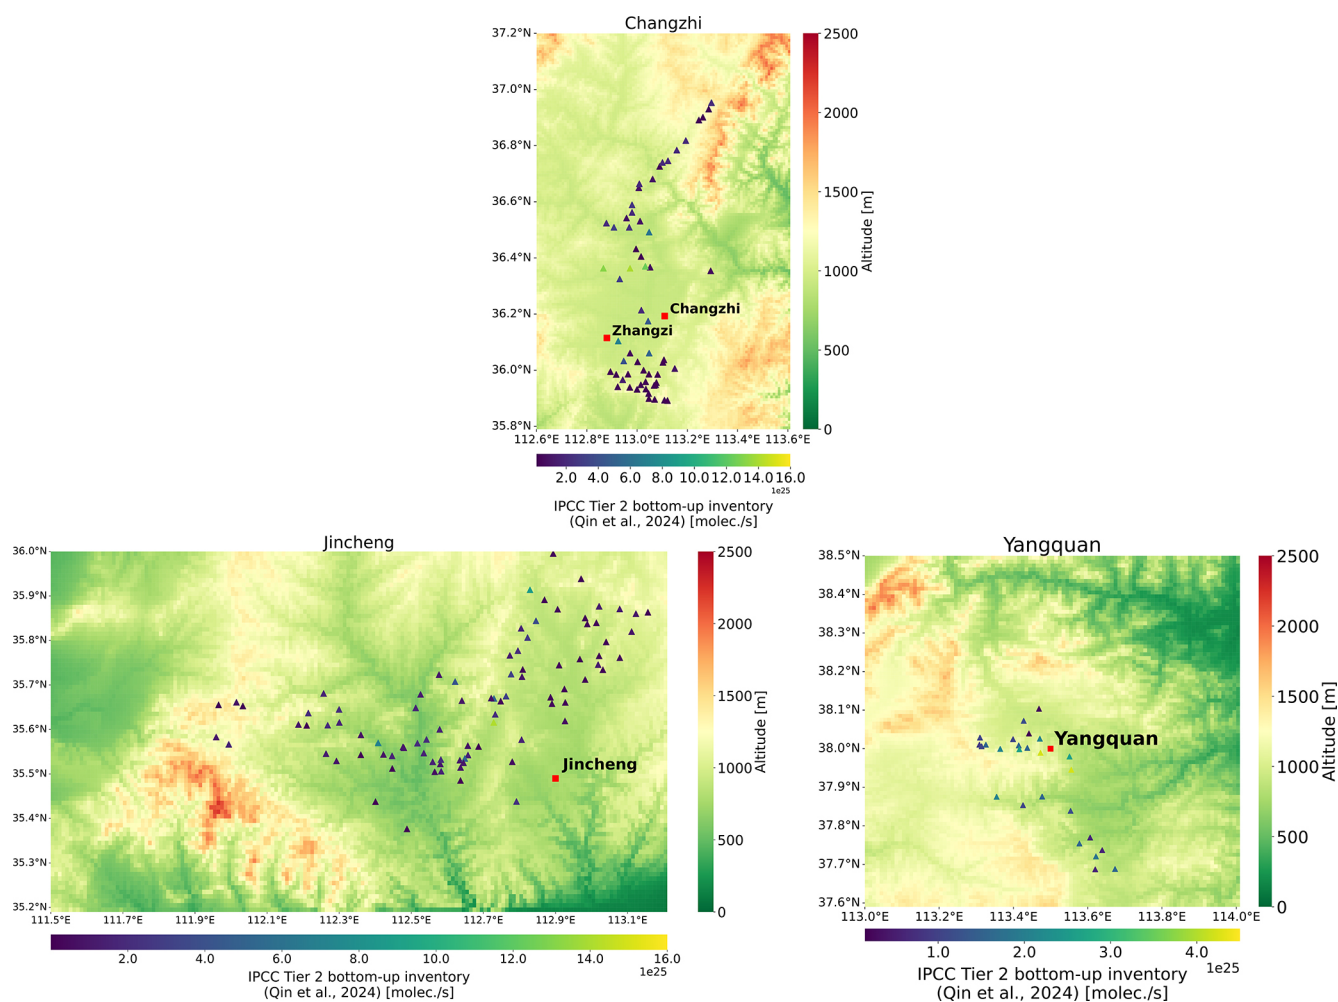 Changzhi
37.2°N
37.0°N
36.8°N
36.6°N
36.4°N
36.2°N
36.0°N
35.8°N
112.6°E 112.8°E 113.0°E 113.2°E 113.4°E 113.6°E
Changzhi
Zhangzi
2500
2000
1500
1000
500
0
Altitude [m]
2.0 4.0 6.0 8.0 10.0 12.0 14.0 16.0
1e25
IPCC Tier 2 bottom-up inventory
(Qin et al., 2024) [molec./s]
Jincheng
36.0°N
35.9°N
35.8°N
35.7°N
35.6°N
35.5°N
35.4°N
35.3°N
35.2°N
111.5°E 111.7°E 111.9°E 112.1°E 112.3°E 112.5°E 112.7°E 112.9°E 113.1°E
Jincheng
2500
2000
1500
1000
500
0
Altitude [m]
2.0 4.0 6.0 8.0 10.0 12.0 14.0 16.0
1e25
IPCC Tier 2 bottom-up inventory
(Qin et al., 2024) [molec./s]
Yangquan
38.5°N
38.4°N
38.3°N
38.2°N
38.1°N
38.0°N
37.9°N
37.8°N
37.7°N
37.6°N
113.0°E 113.2°E 113.4°E 113.6°E 113.8°E 114.0°E
Yangquan
2500
2000
1500
1000
500
0
Altitude [m]
1.0 2.0 3.0 4.0
1e25
IPCC Tier 2 bottom-up inventory
(Qin et al., 2024) [molec./s]